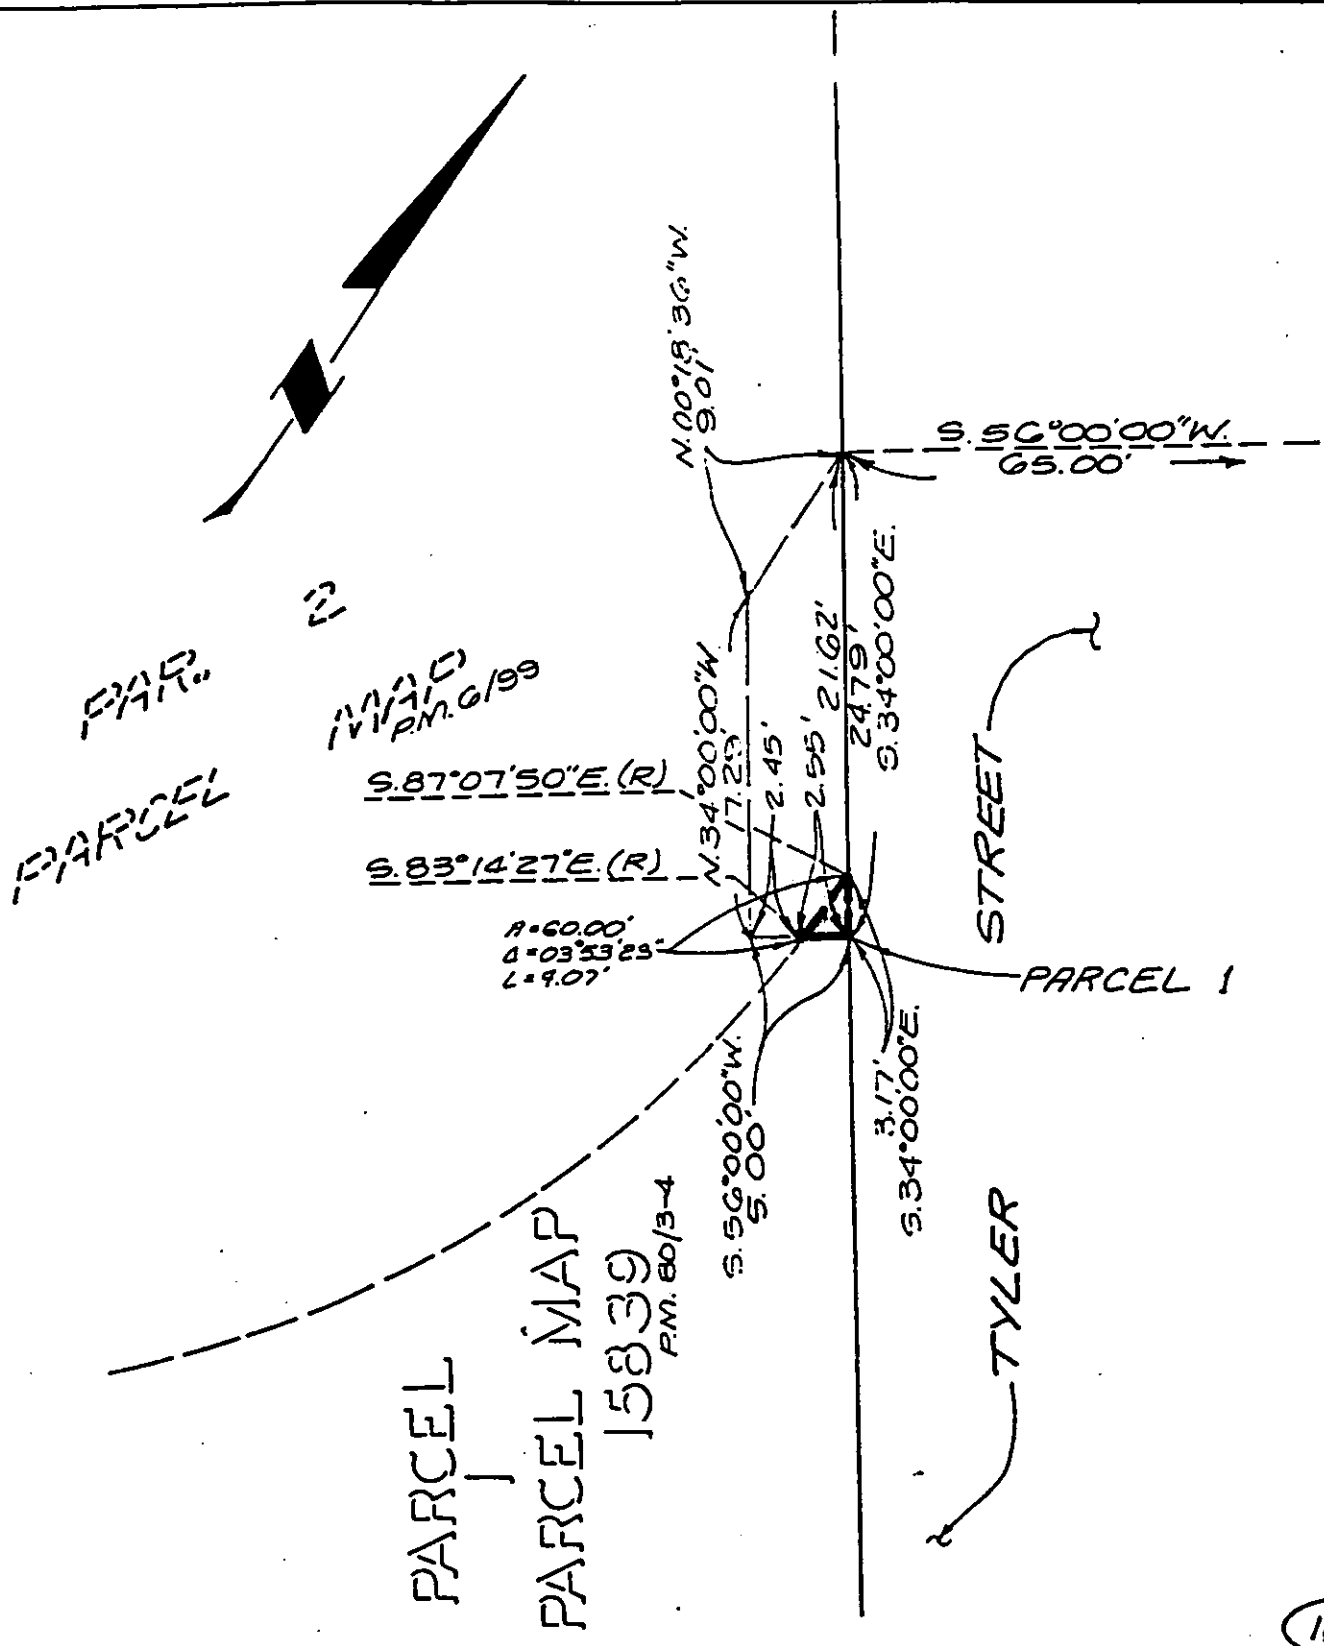 N.00°18'36"W.
9.01'
S.56°00'00"W.
65.00'
PAR. 2
PARCEL MAP
P.M. 6/99
S.87°07'50"E.(R)
S.83°14'27"E.(R)
R=60.00'
Δ=03°53'23"
L=4.07'
N.34°00'00"W.
17.29'
2.45'
2.55'
21.62'
24.79'
S.34°00'00"E.
STREET
PARCEL 1
S.56°00'00"W.
5.00'
3.17'
S.34°00'00"E.
TYLER
PARCEL
1
PARCEL MAP
15839
P.M. 80/3-4